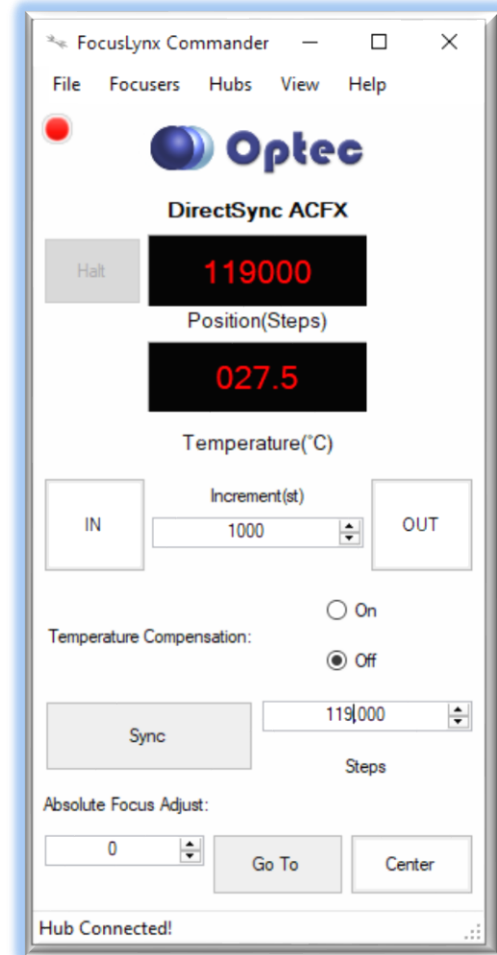 FocusLynx Commander
File Focusers Hubs View Help
Optec
DirectSync ACFX
Halt
119000
Position(Steps)
027.5
Temperature(°C)
IN
Increment(st)
1000
OUT
On
Temperature Compensation:
Off
Sync
119,000
Steps
Absolute Focus Adjust:
0
Go To
Center
Hub Connected!